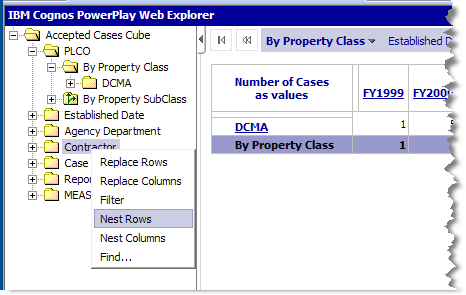 IBM Cognos PowerPlay Web Explorer
Accepted Cases Cube
PLCO
By Property Class
DCMA
By Property SubClass
Established Date
Agency Department
Contractor
Case
Repor
MEAS
Replace Rows
Replace Columns
Filter
Nest Rows
Nest Columns
Find...
By Property Class Established D
Number of Cases
as values
FY1999 FY200
DCMA 1
By Property Class 1